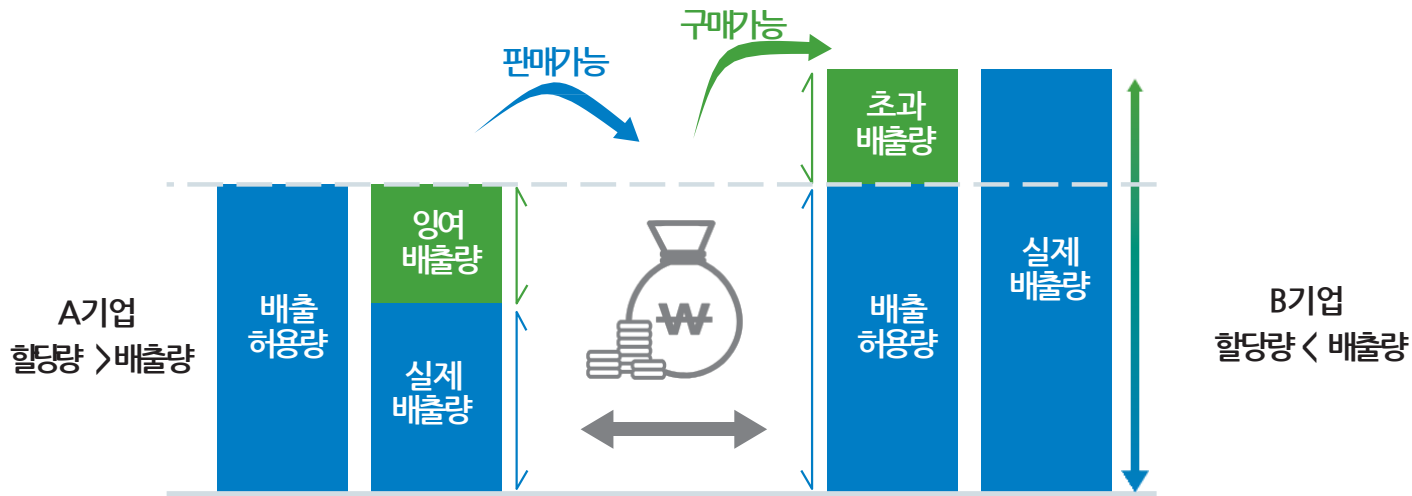 판매가능
구매가능
A기업
할당량 > 배출량
배출
허용량
잉여
배출량
실제
배출량
₩
초과
배출량
배출
허용량
실제
배출량
B기업
할당량 < 배출량